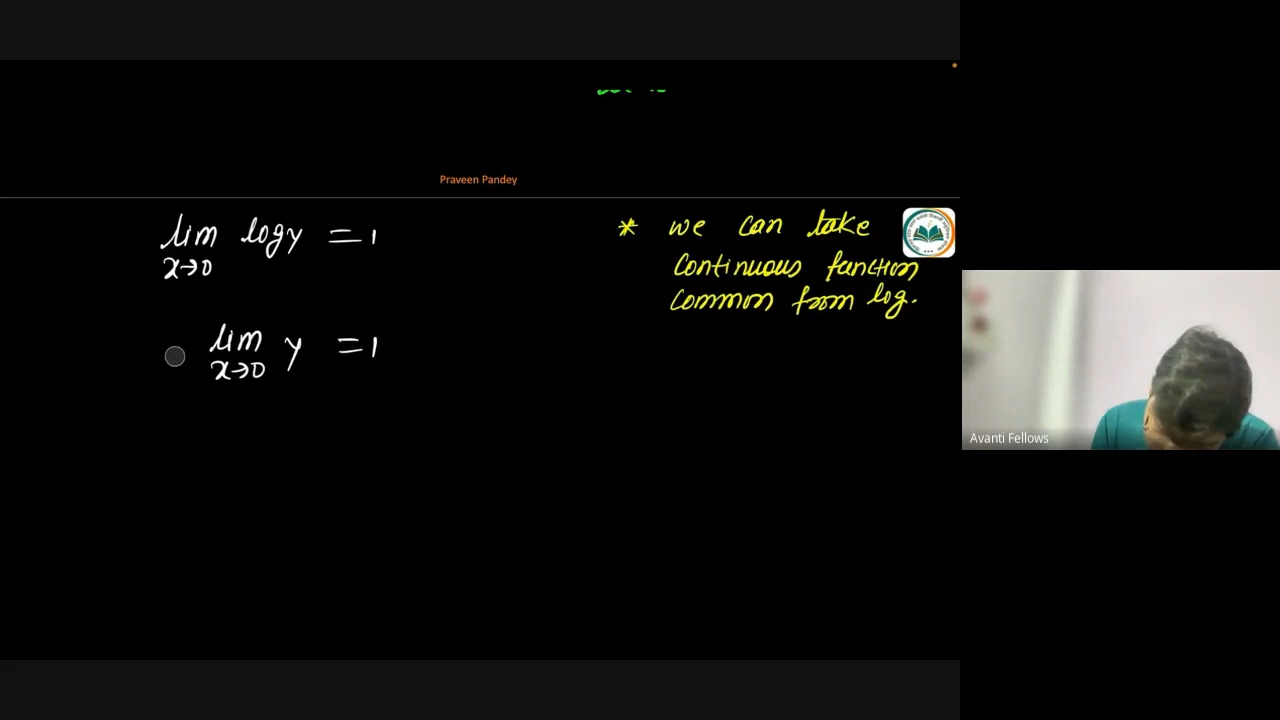 Praveen Pandey
lim log y = 1
x→0
lim y = 1
x→0
* we can take
continuous function
common from log.
Avanti Fellows